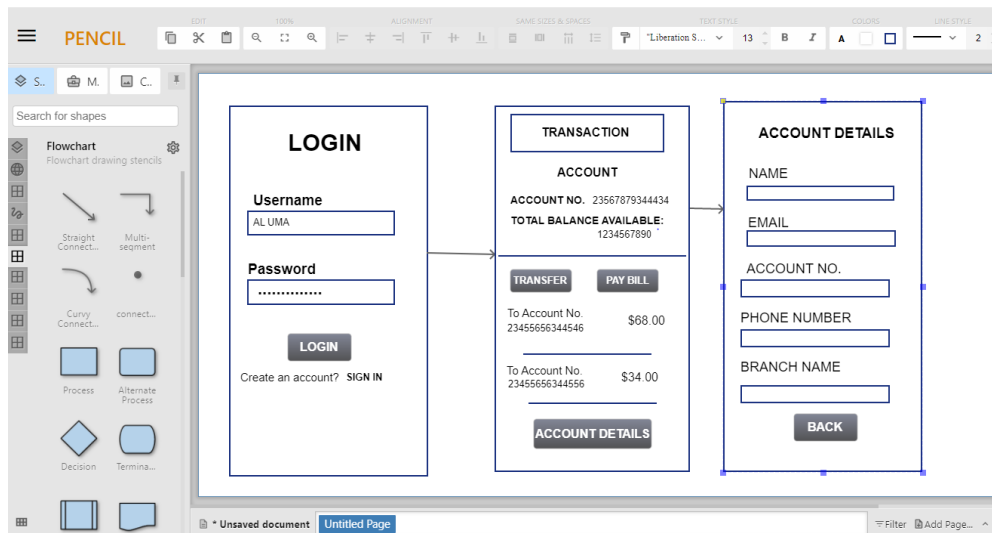 EDIT 100% ALIGNMENT SAME SIZES & SPACES TEXT STYLE COLORS LINE STYLE
PENCIL
"Liberation S... 13 B I A 2
S.. M. C..
Search for shapes
Flowchart
Flowchart drawing stencils
Straight Connect...
Multi-seqment
Curvy Connect...
connect...
Process
Alternate Process
Decision
Termina...
LOGIN
Username
AL UMA
Password
LOGIN
Create an account? SIGN IN
TRANSACTION
ACCOUNT
ACCOUNT NO. 23567879344434
TOTAL BALANCE AVAILABLE:
1234567890
TRANSFER PAY BILL
To Account No.
23455656344546
$68.00
To Account No.
23455656344556
$34.00
ACCOUNT DETAILS
ACCOUNT DETAILS
NAME
EMAIL
ACCOUNT NO.
PHONE NUMBER
BRANCH NAME
BACK
* Unsaved document Untitled Page Filter Add Page...